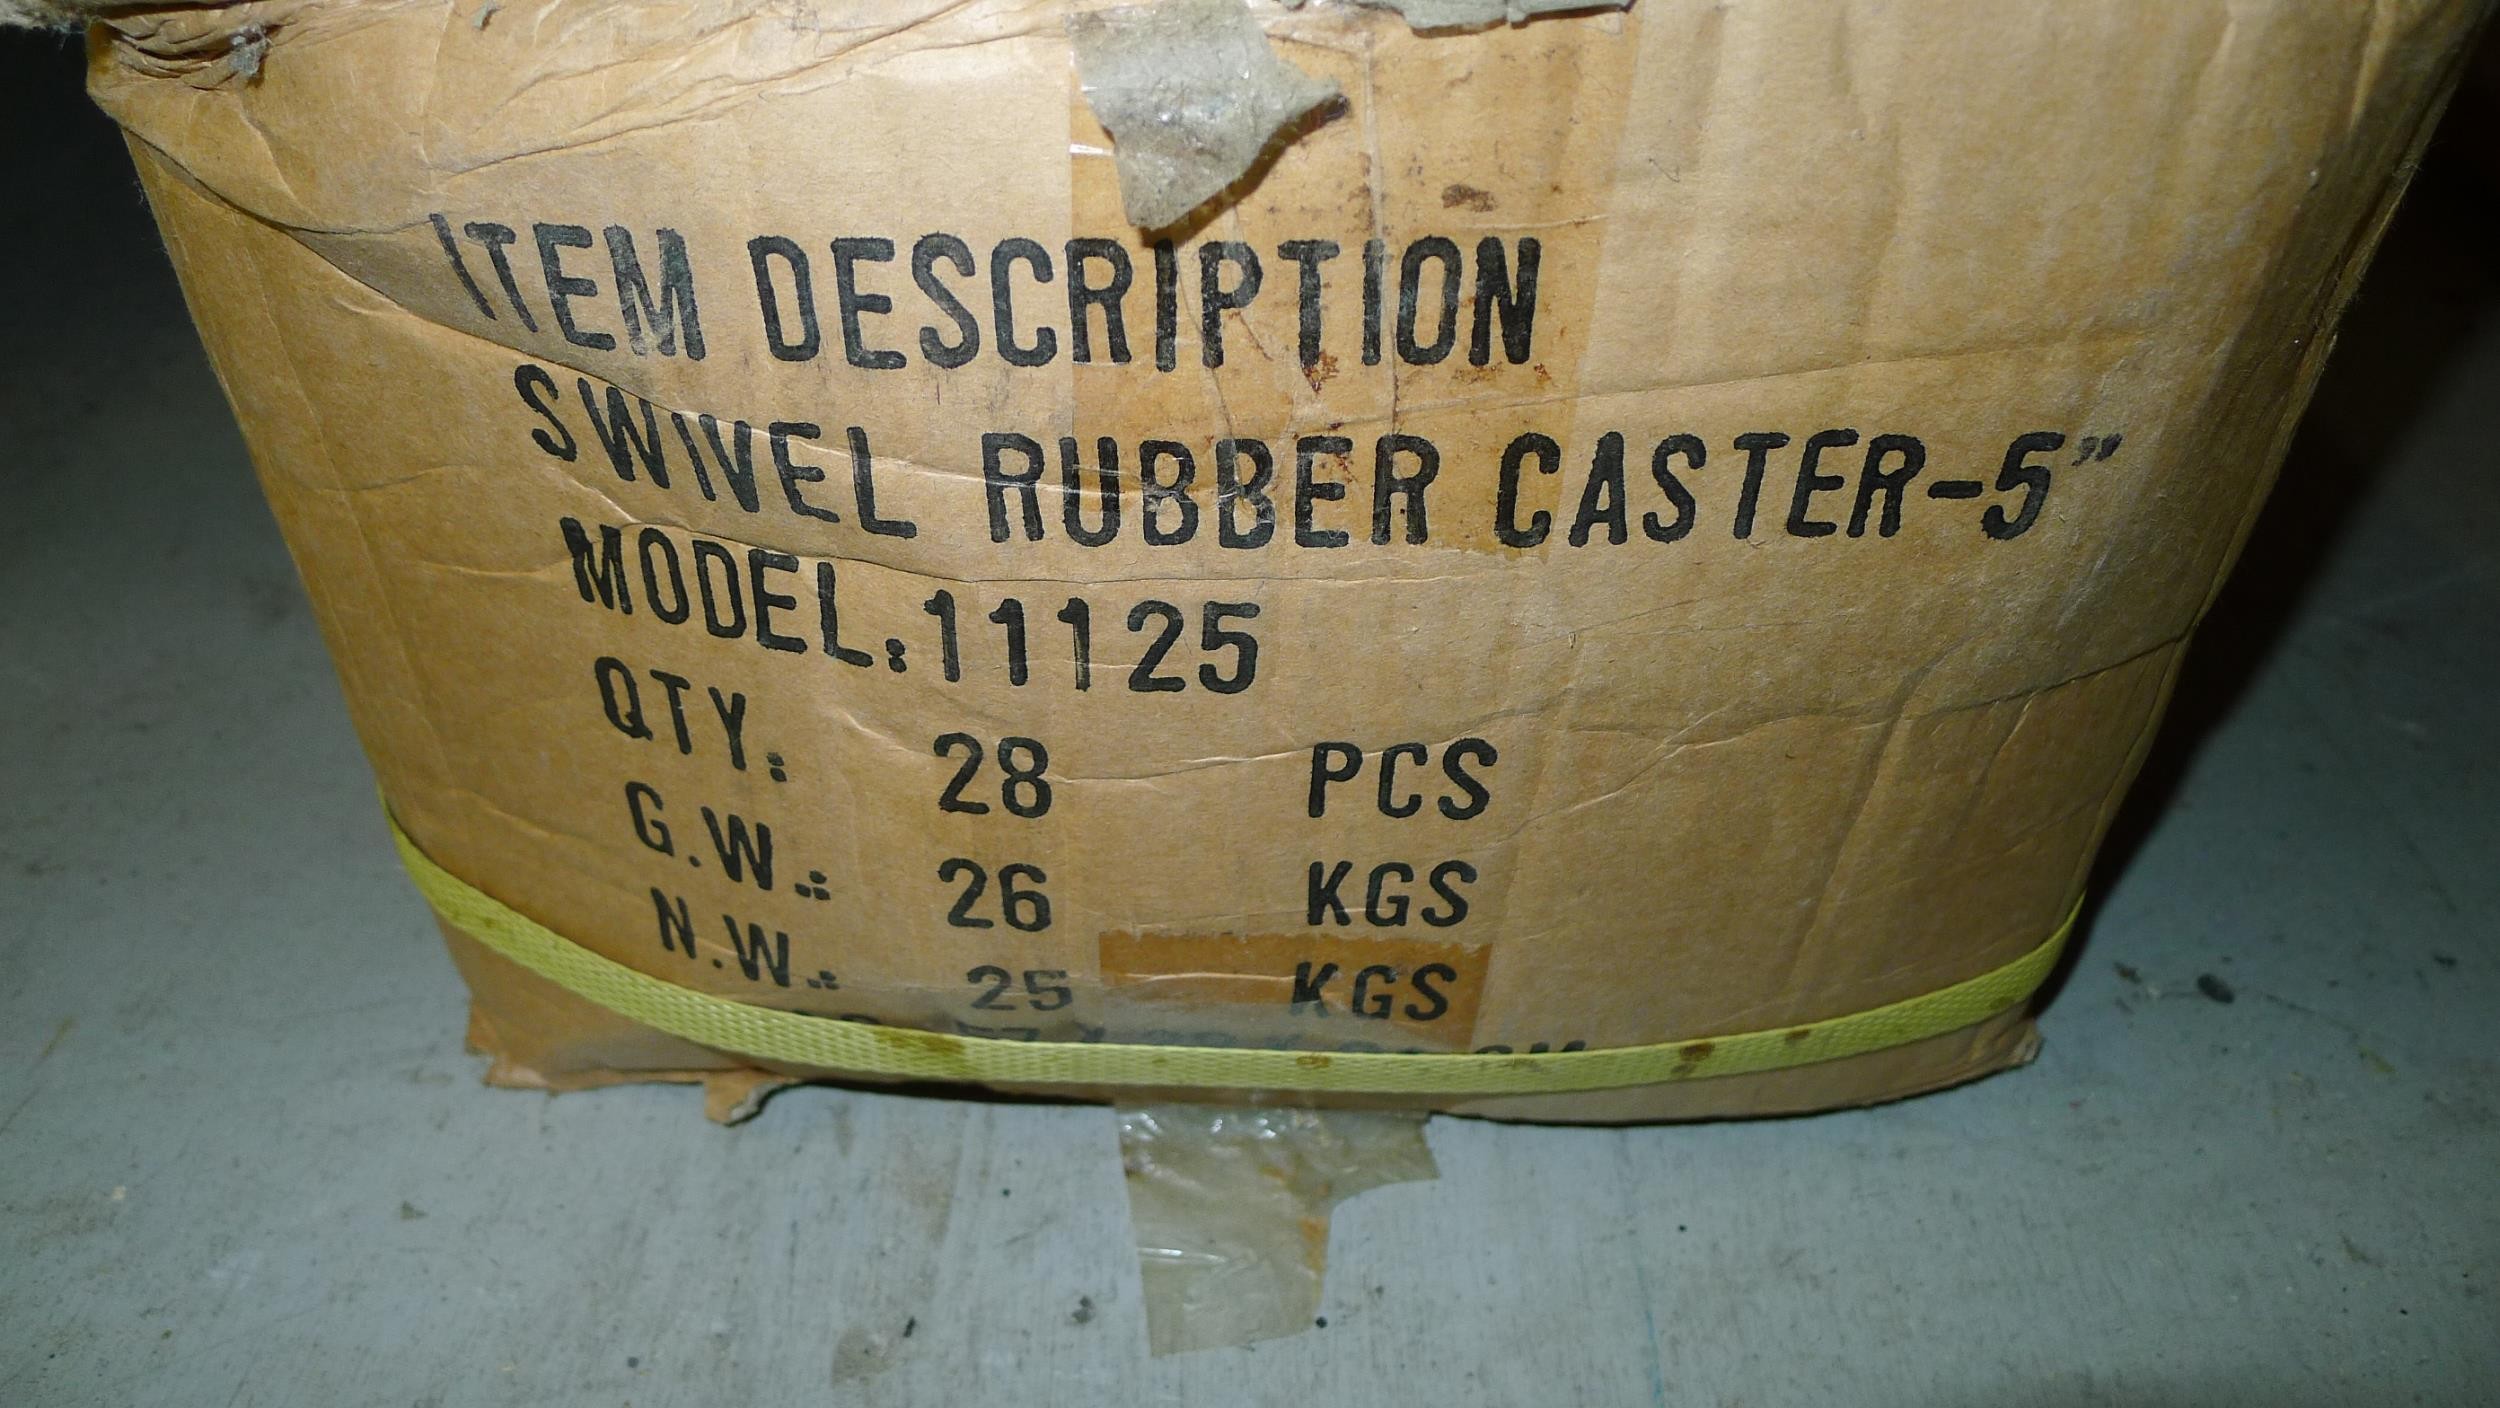 ITEM DESCRIPTION
SWIVEL RUBBER CASTER-5"
MODEL:11125
QTY: 28 PCS
G.W.: 26 KGS
N.W.: 25 KGS